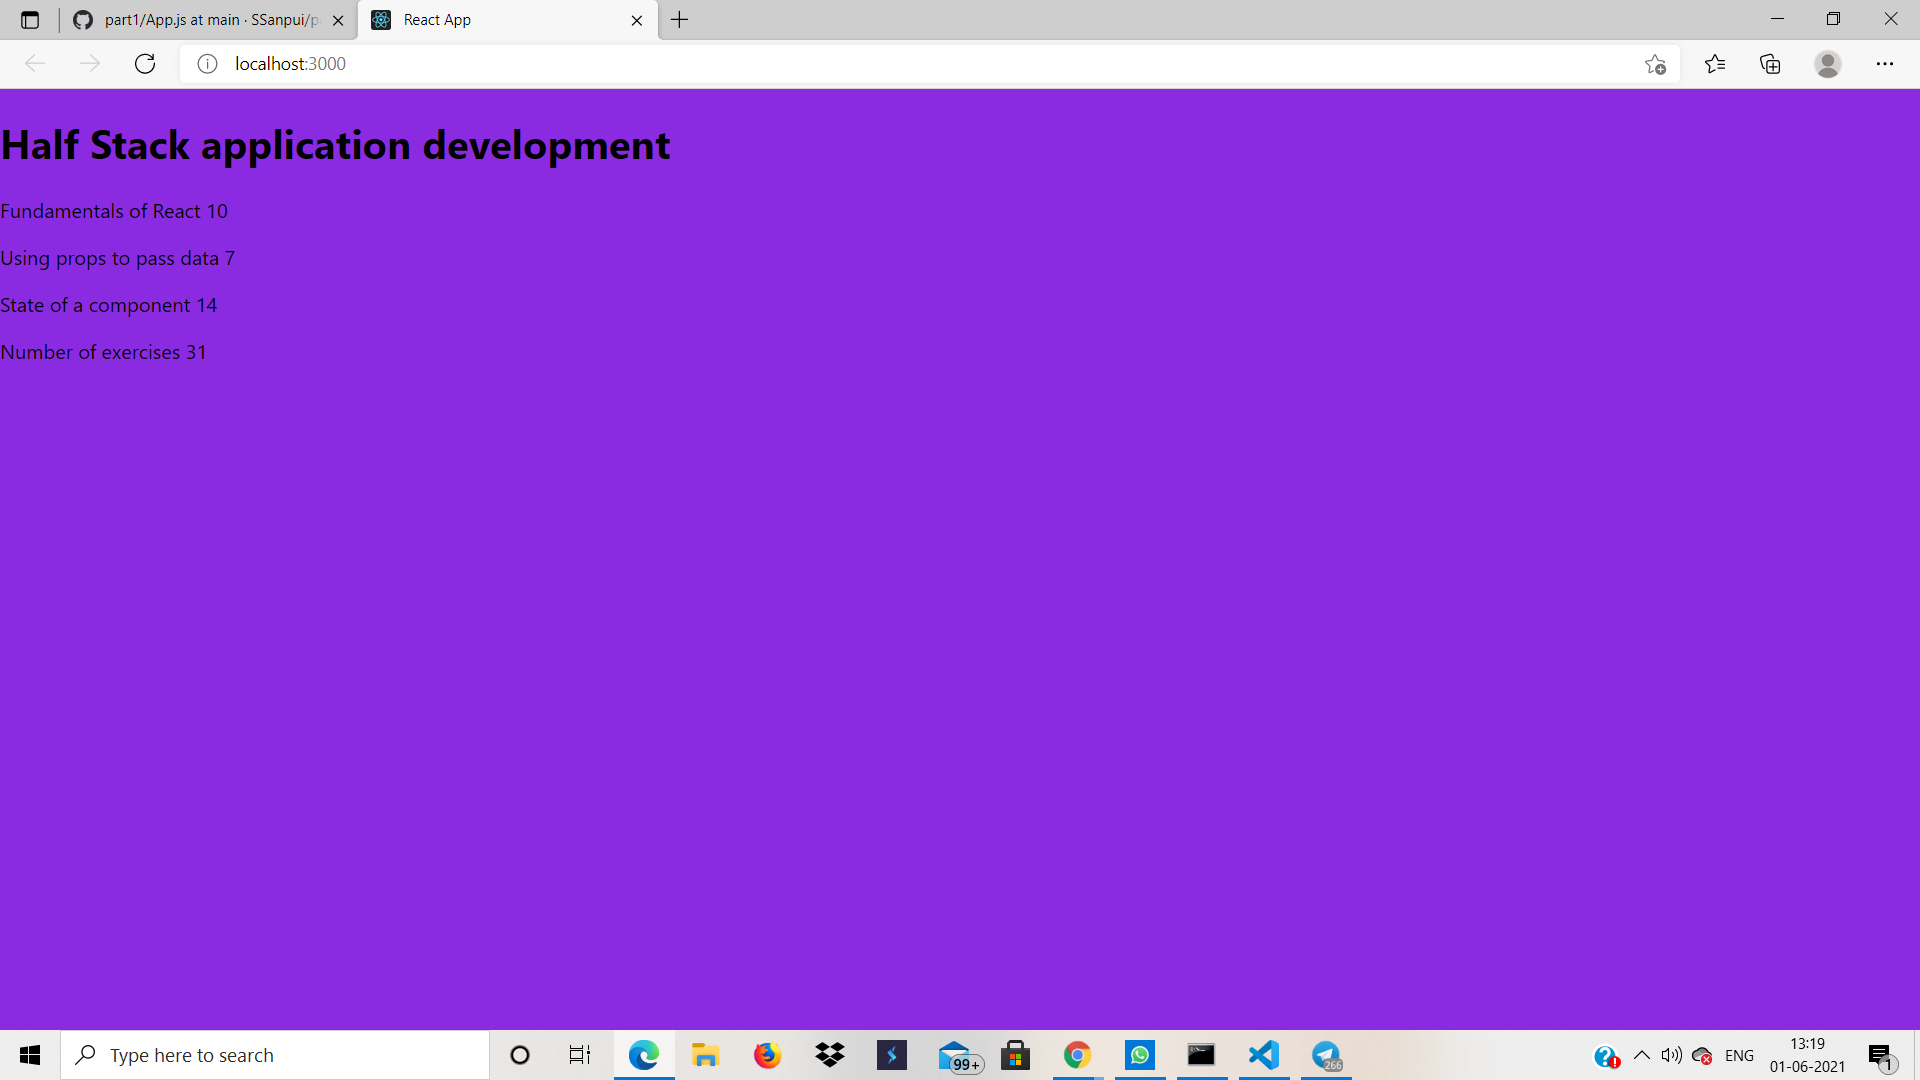 part1/App.js at main · SSanpui/p
React App
localhost:3000
Half Stack application development
Fundamentals of React 10
Using props to pass data 7
State of a component 14
Number of exercises 31
Type here to search
99+
266
ENG
13:19
01-06-2021
1